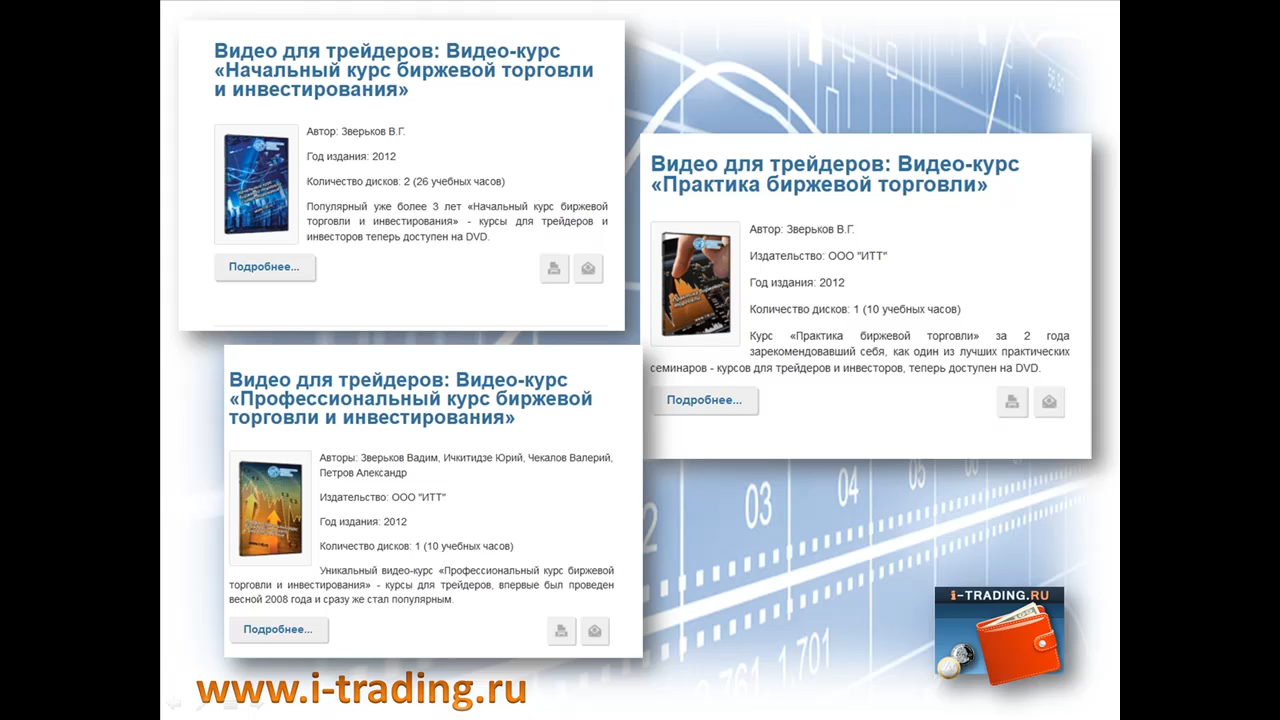 Видео для трейдеров: Видео-курс
«Начальный курс биржевой торговли
и инвестирования»
Автор: Зверьков В.Г.
Год издания: 2012
Количество дисков: 2 (26 учебных часов)
Популярный уже более 3 лет «Начальный курс биржевой
торговли и инвестирования» - курсы для трейдеров и
инвесторов теперь доступен на DVD.
Подробнее...
Видео для трейдеров: Видео-курс
«Практика биржевой торговли»
Автор: Зверьков В.Г.
Издательство: ООО "ИТТ"
Год издания: 2012
Количество дисков: 1 (10 учебных часов)
Курс «Практика биржевой торговли» за 2 года
зарекомендовавший себя, как один из лучших практических
семинаров - курсов для трейдеров и инвесторов, теперь доступен на DVD.
Подробнее...
Видео для трейдеров: Видео-курс
«Профессиональный курс биржевой
торговли и инвестирования»
Авторы: Зверьков Вадим, Ичкитидзе Юрий, Чекалов Валерий,
Петров Александр
Издательство: ООО "ИТТ"
Год издания: 2012
Количество дисков: 1 (10 учебных часов)
Уникальный видео-курс «Профессиональный курс биржевой
торговли и инвестирования» - курсы для трейдеров, впервые был проведен
весной 2008 года и сразу же стал популярным.
Подробнее...
03 04 05
1,701
i-TRADING.RU
www.i-trading.ru